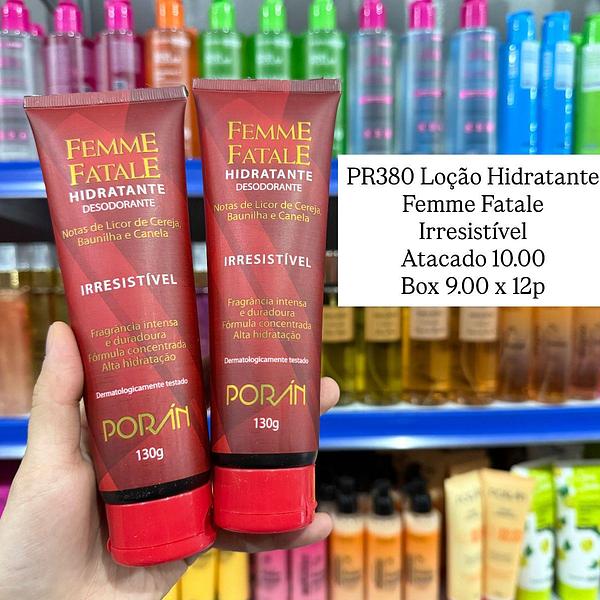 FEMME
FATALE
HIDRATANTE
DESODORANTE
Notas de Licor de Cereja,
Baunilha e Canela
IRRESISTÍVEL
Fragrância intensa
e duradoura
Fórmula concentrada
Alta hidratação
Dermatologicamente testado
PORÁN
130g
FEMME
FATALE
HIDRATANTE
DESODORANTE
Notas de Licor de Cereja,
Baunilha e Canela
IRRESISTÍVEL
Fragrância intensa
e duradoura
Fórmula concentrada
Alta hidratação
Dermatologicamente testado
PORÁN
130g
PR380 Loção Hidratante
Femme Fatale
Irresistível
Atacado 10.00
Box 9.00 x 12p